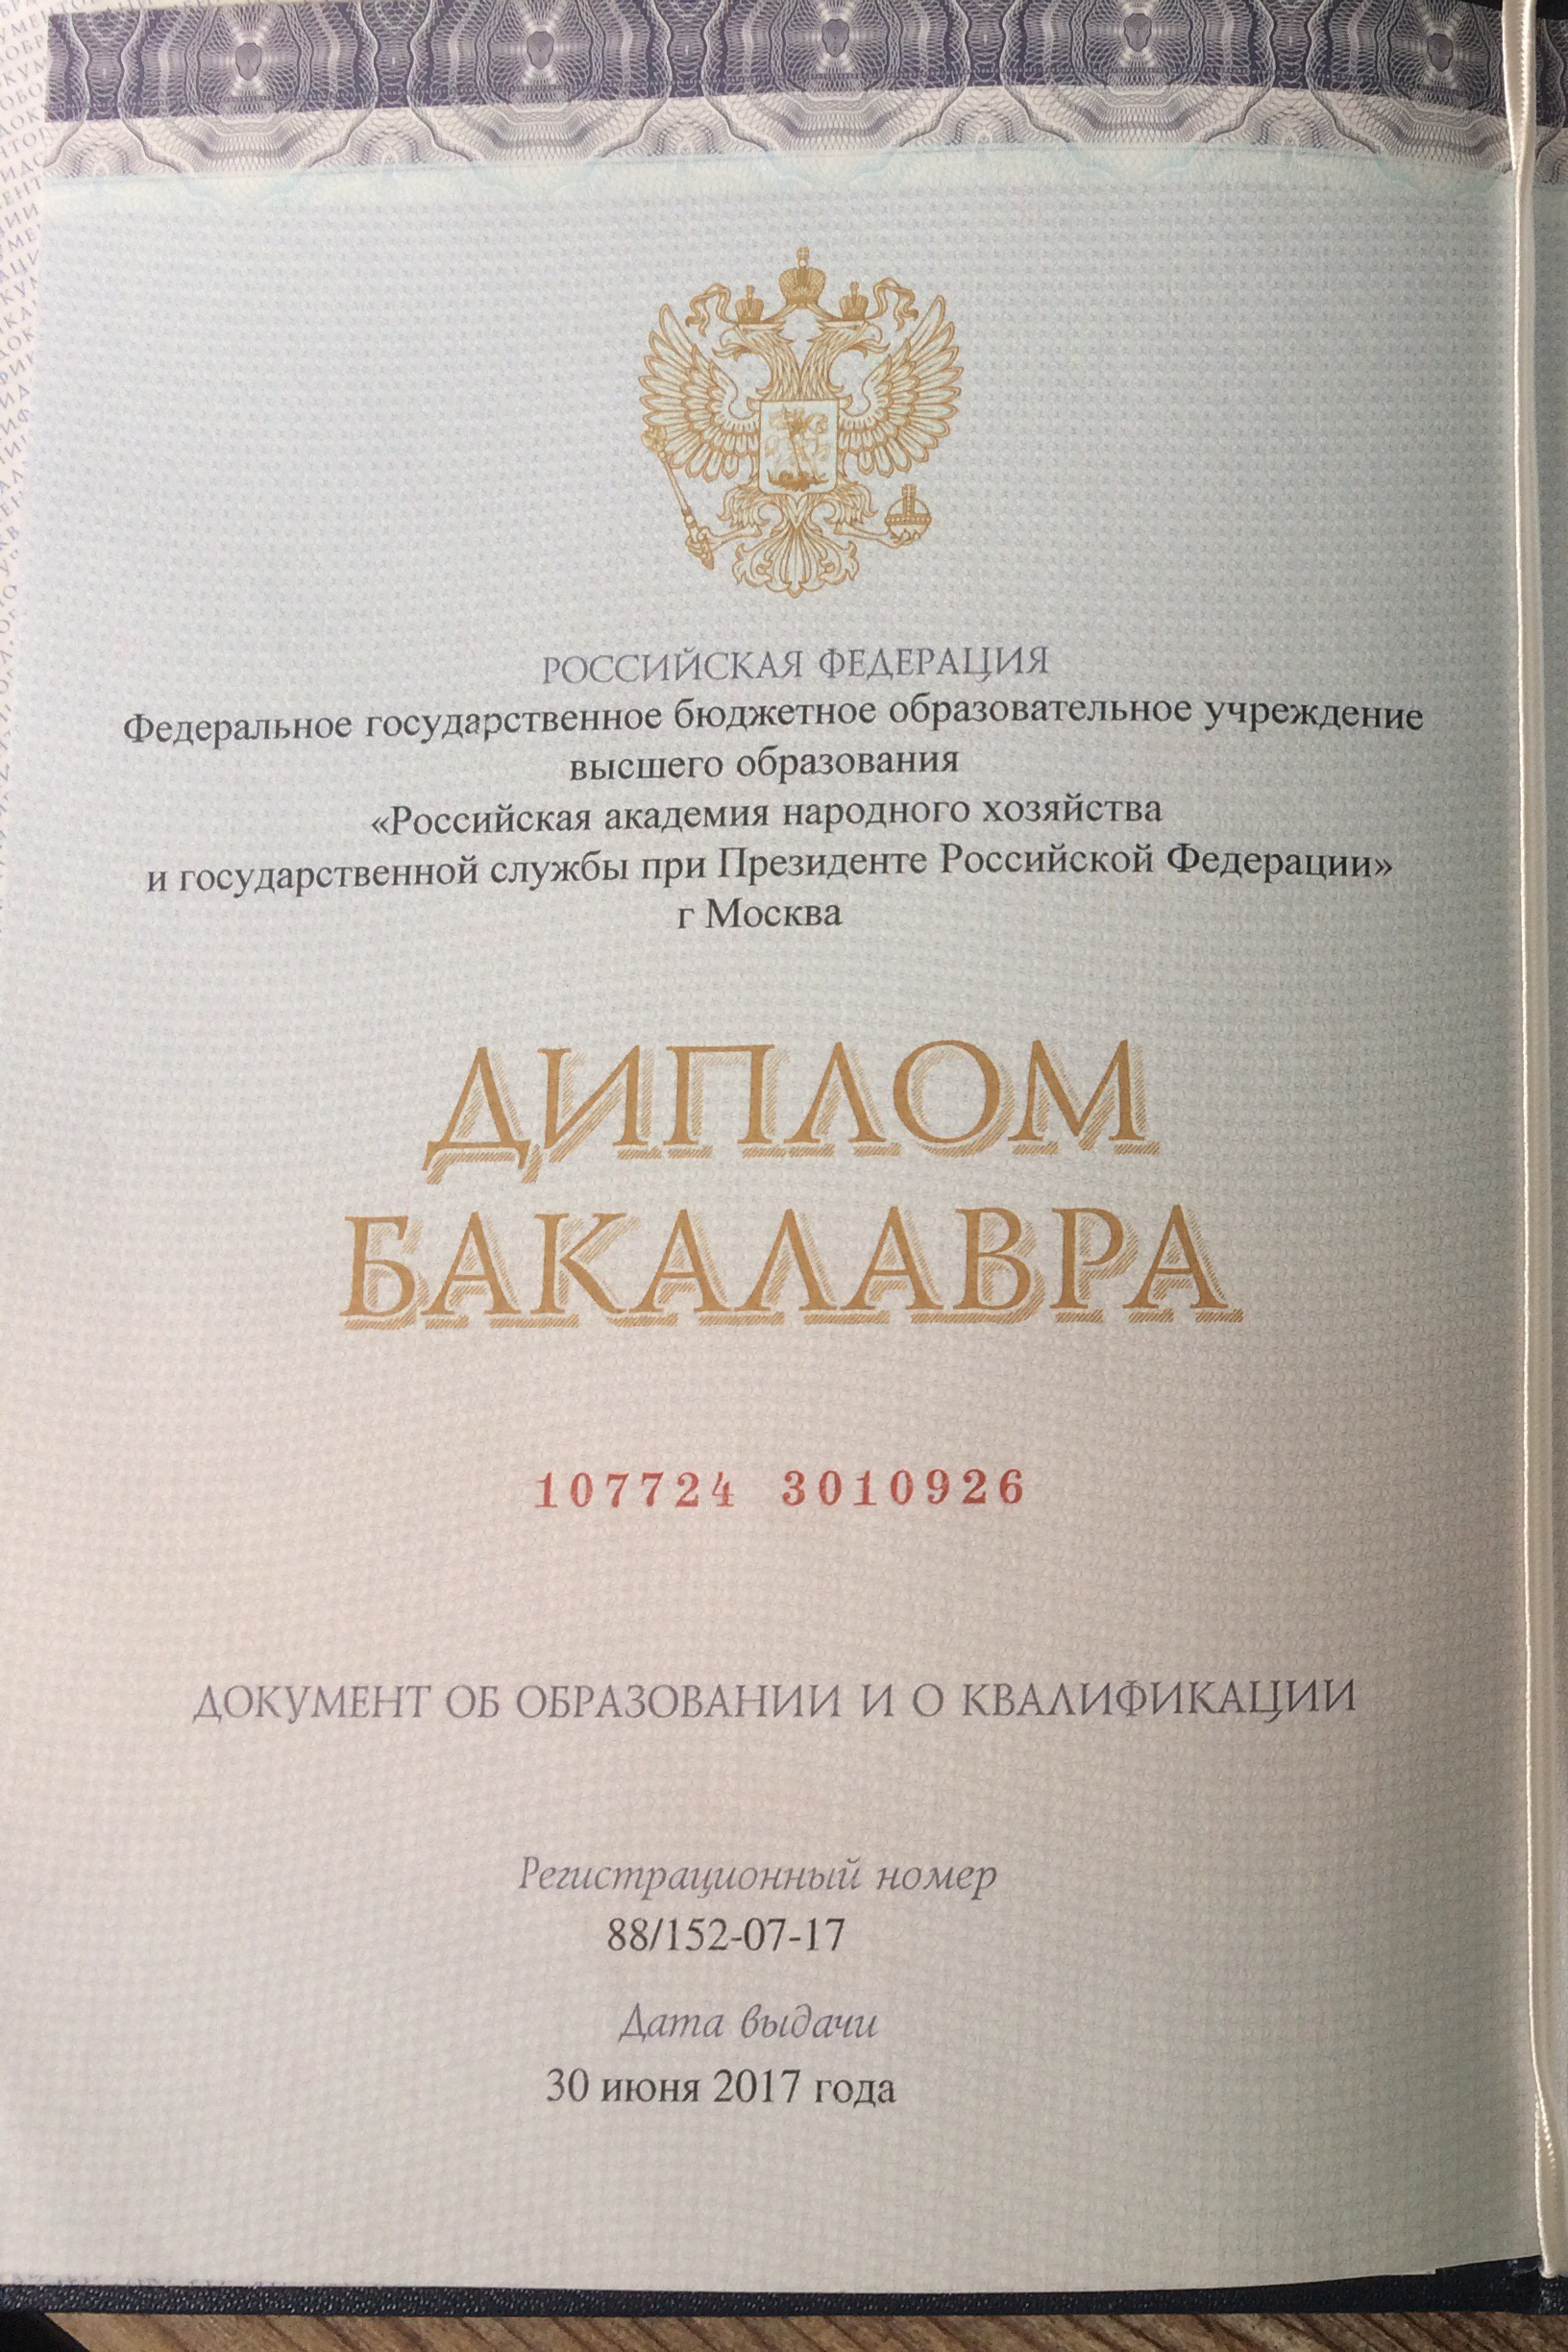 РОССИЙСКАЯ ФЕДЕРАЦИЯ
Федеральное государственное бюджетное образовательное учреждение
высшего образования
«Российская академия народного хозяйства
и государственной службы при Президенте Российской Федерации»
г Москва
ДИПЛОМ
БАКАЛАВРА
107724 3010926
ДОКУМЕНТ ОБ ОБРАЗОВАНИИ И О КВАЛИФИКАЦИИ
Регистрационный номер
88/152-07-17
Дата выдачи
30 июня 2017 года